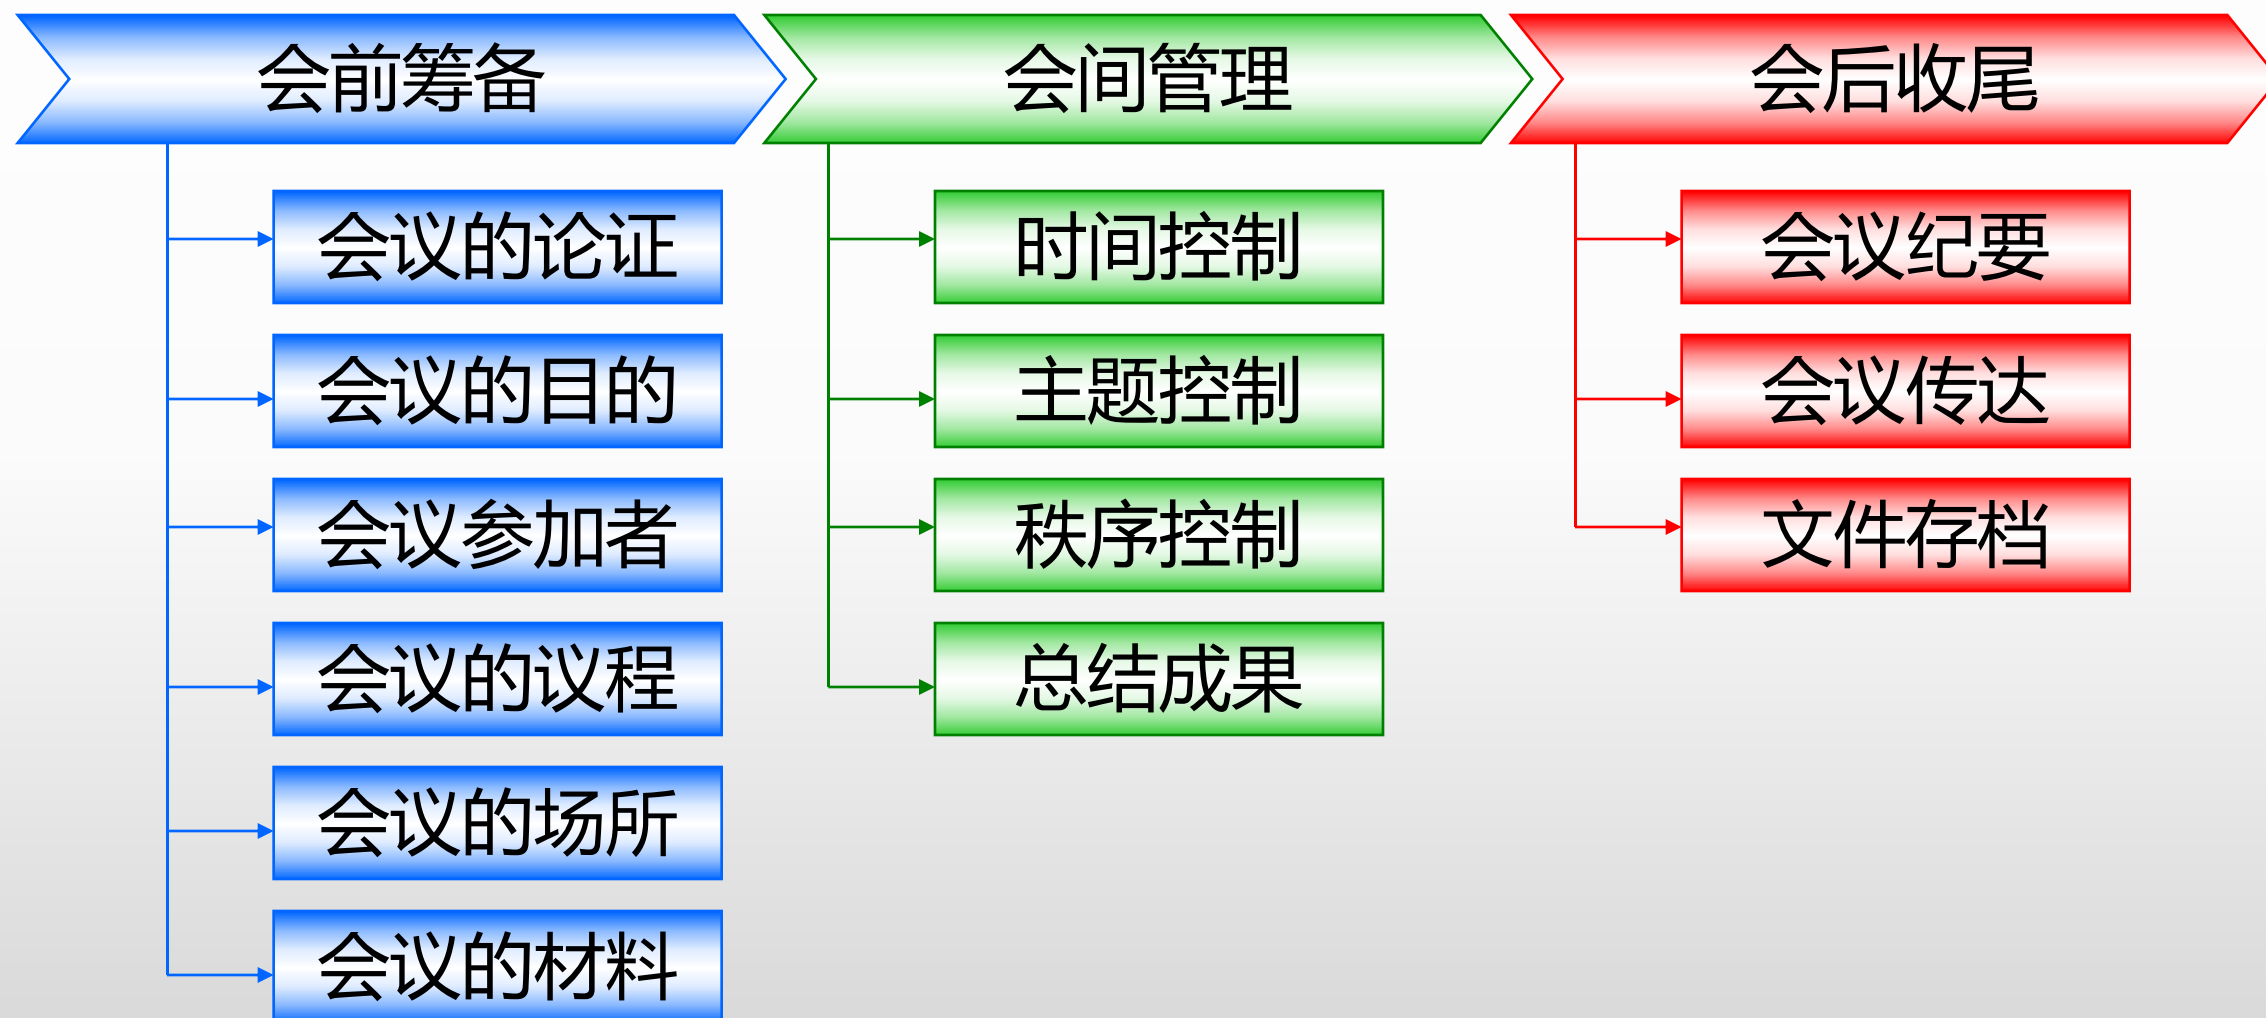 会前筹备
会间管理
会后收尾
会议的论证
会议的目的
会议参加者
会议的议程
会议的场所
会议的材料
时间控制
主题控制
秩序控制
总结成果
会议纪要
会议传达
文件存档